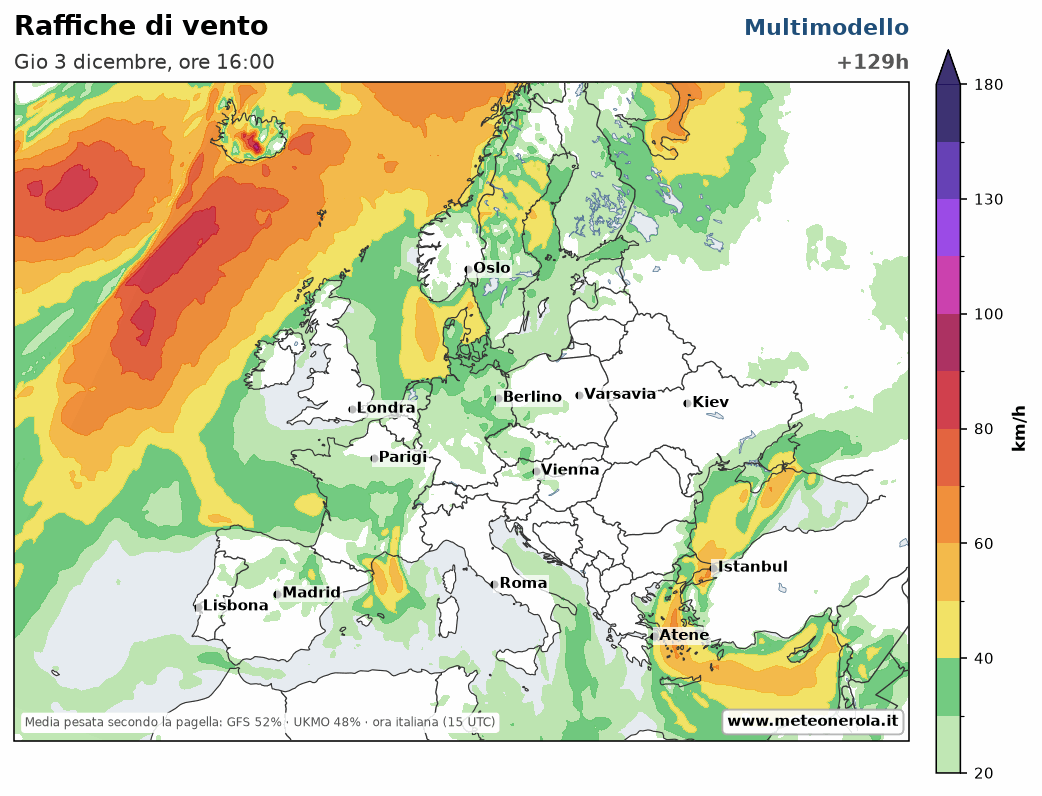 Raffiche di vento
Multimodello
Gio 3 dicembre, ore 16:00
+129h
180
130
100
80
60
40
20
km/h
Oslo
Berlino
Varsavia
Kiev
Londra
Parigi
Vienna
Istanbul
Roma
Madrid
Lisbona
Atene
Media pesata secondo la pagella: GFS 52% · UKMO 48% · ora italiana (15 UTC)
www.meteonerola.it